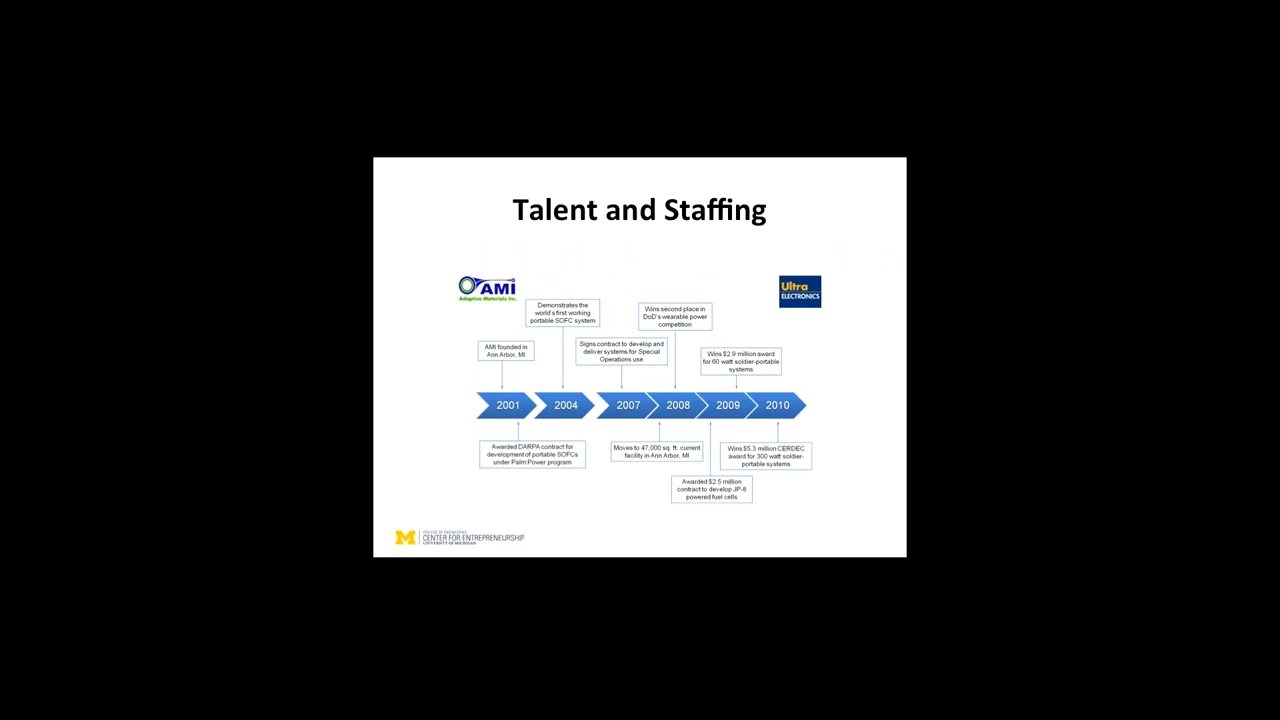 Talent and Staffing
AMI
Adaptive Materials Inc.
Ultra
ELECTRONICS
Demonstrates the
world's first working
portable SOFC system
Wins second place in
DoD's wearable power
competition
AMI founded in
Ann Arbor, MI
Signs contract to develop and
deliver systems for Special
Operations use
Wins $2.9 million award
for 60 watt soldier-portable
systems
2001
2004
2007
2008
2009
2010
Awarded DARPA contract for
development of portable SOFCs
under Palm Power program
Moves to 47,000 sq. ft. current
facility in Ann Arbor, MI
Wins $5.3 million CERDEC
award for 300 watt soldier-
portable systems
Awarded $2.5 million
contract to develop JP-8
powered fuel cells
M
COLLEGE OF ENGINEERING
CENTER FOR ENTREPRENEURSHIP
UNIVERSITY OF MICHIGAN